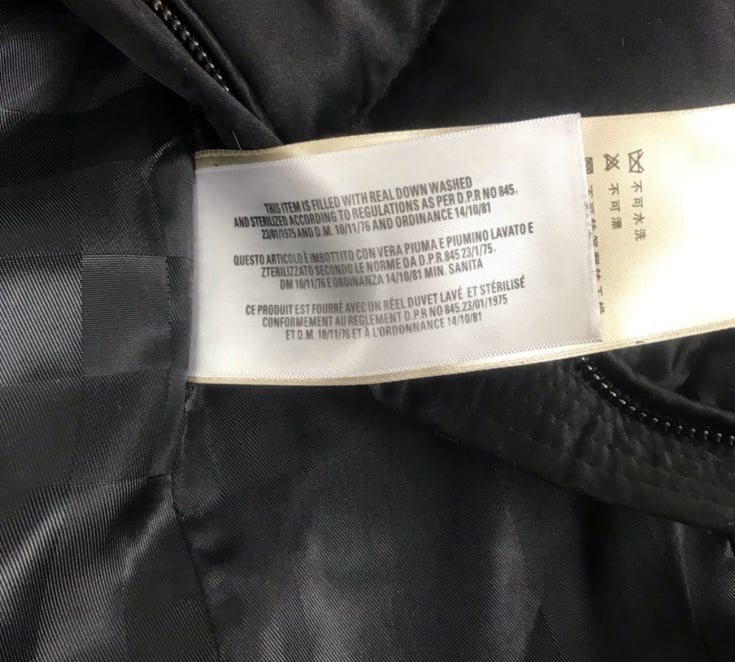 THIS ITEM IS FILLED WITH REAL DOWN WASHED
AND STERILIZED ACCORDING TO REGULATIONS AS PER D.P.R NO 845,
23/01/1975 AND D.M. 10/11/76 AND ORDINANCE 14/10/81
QUESTO ARTICOLO È IMBOTTITO CON VERA PIUMA E PIUMINO LAVATO E
ZTERILIZZATO SECONDO LE NORME DA D.P.R 845 23/1/75.
DM 10/11/76 E ORDINANZA 14/10/81 MIN. SANITA
CE PRODUIT EST FOURRÉ AVEC UN RÉEL DUVET LAVÉ ET STÉRILISÉ
CONFORMEMENT AU REGLEMENT D.P.R NO 845.23/01/1975
ET D.M. 10/11/76 ET À L'ORDONNANCE 14/10/81
不可水洗
不可漂